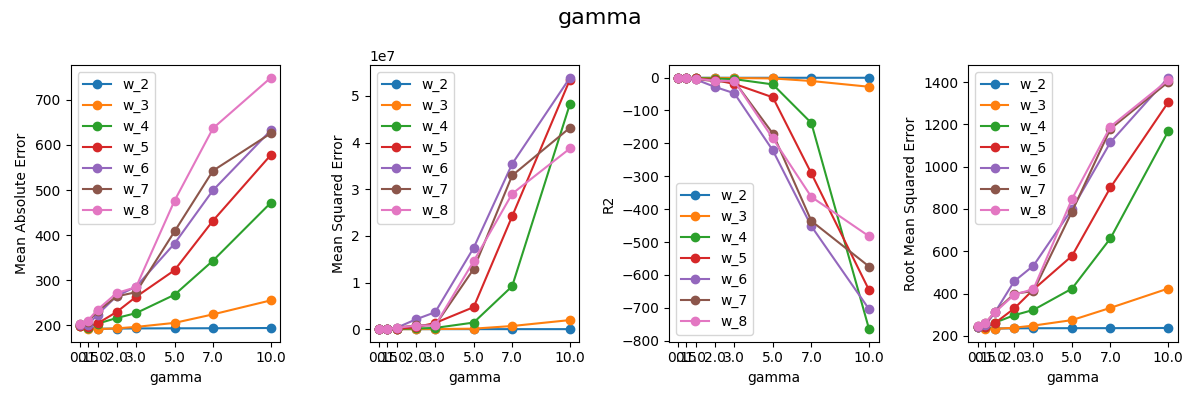 gamma
Mean Absolute Error
700
600
500
400
300
200
w_2
w_3
w_4
w_5
w_6
w_7
w_8
2.0
3.0
5.0
7.0
10.0
gamma
1e7
Mean Squared Error
5
4
3
2
1
0
w_2
w_3
w_4
w_5
w_6
w_7
w_8
2.0
3.0
5.0
7.0
10.0
gamma
R2
0
−100
−200
−300
−400
−500
−600
−700
−800
w_2
w_3
w_4
w_5
w_6
w_7
w_8
2.0
3.0
5.0
7.0
10.0
gamma
Root Mean Squared Error
1400
1200
1000
800
600
400
200
w_2
w_3
w_4
w_5
w_6
w_7
w_8
2.0
3.0
5.0
7.0
10.0
gamma